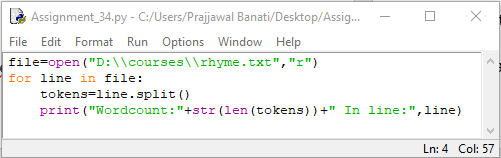 Assignment_34.py - C:/Users/Prajjawal Banati/Desktop/Assig...
File Edit Format Run Options Window Help
file=open("D:\\courses\\rhyme.txt","r")
for line in file:
    tokens=line.split()
    print("Wordcount:"+str(len(tokens))+" In line:",line)
Ln: 4 Col: 57